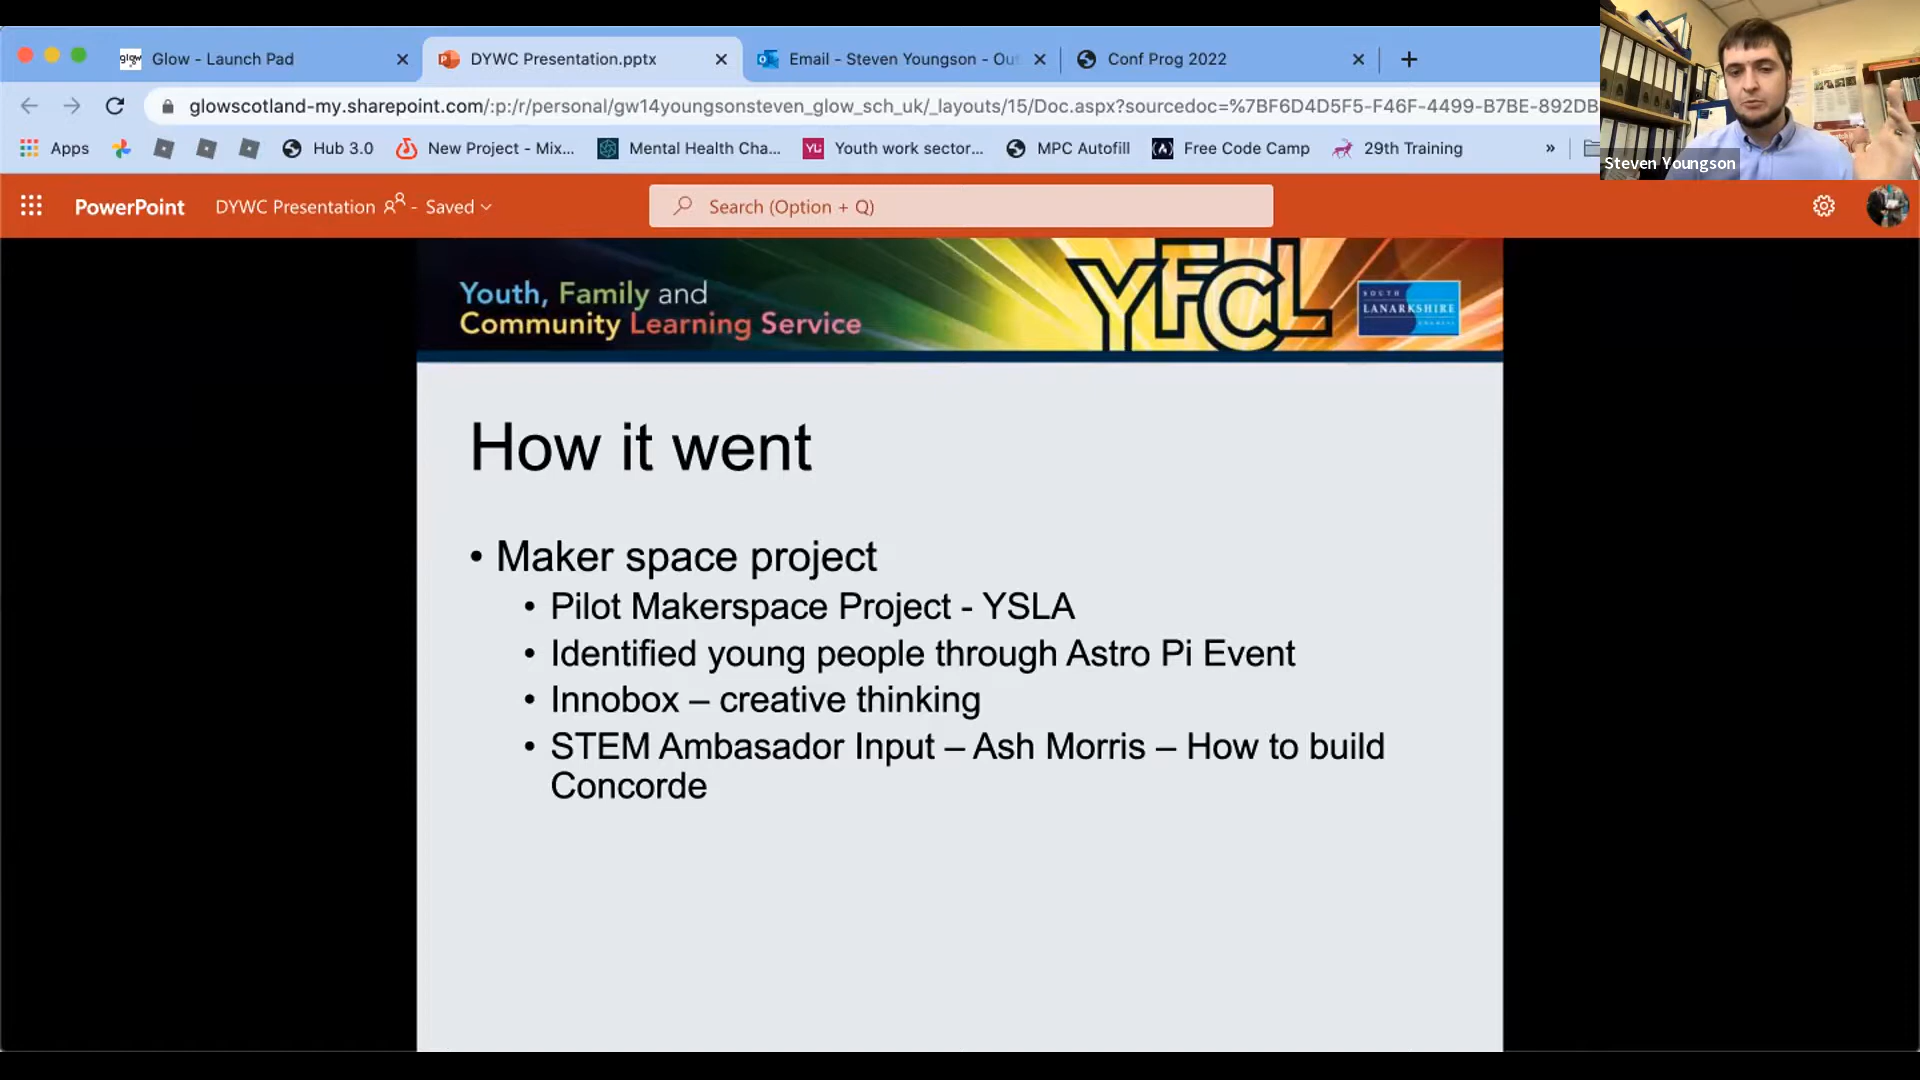 glow
Glow - Launch Pad
DYWC Presentation.pptx
Email - Steven Youngson - Out
Conf Prog 2022
glowscotland-my.sharepoint.com/:p:/r/personal/gw14youngsonsteven_glow_sch_uk/_layouts/15/Doc.aspx?sourcedoc=%7BF6D4D5F5-F46F-4499-B7BE-892DB
Apps
Hub 3.0
New Project - Mix...
Mental Health Cha...
Youth work sector...
MPC Autofill
Free Code Camp
29th Training
»
Steven Youngson
PowerPoint
DYWC Presentation - Saved
Search (Option + Q)
Youth, Family and
Community Learning Service
YFCL
SOUTH
LANARKSHIRE
COUNCIL
How it went
• Maker space project
• Pilot Makerspace Project - YSLA
• Identified young people through Astro Pi Event
• Innobox – creative thinking
• STEM Ambasador Input – Ash Morris – How to build
Concorde